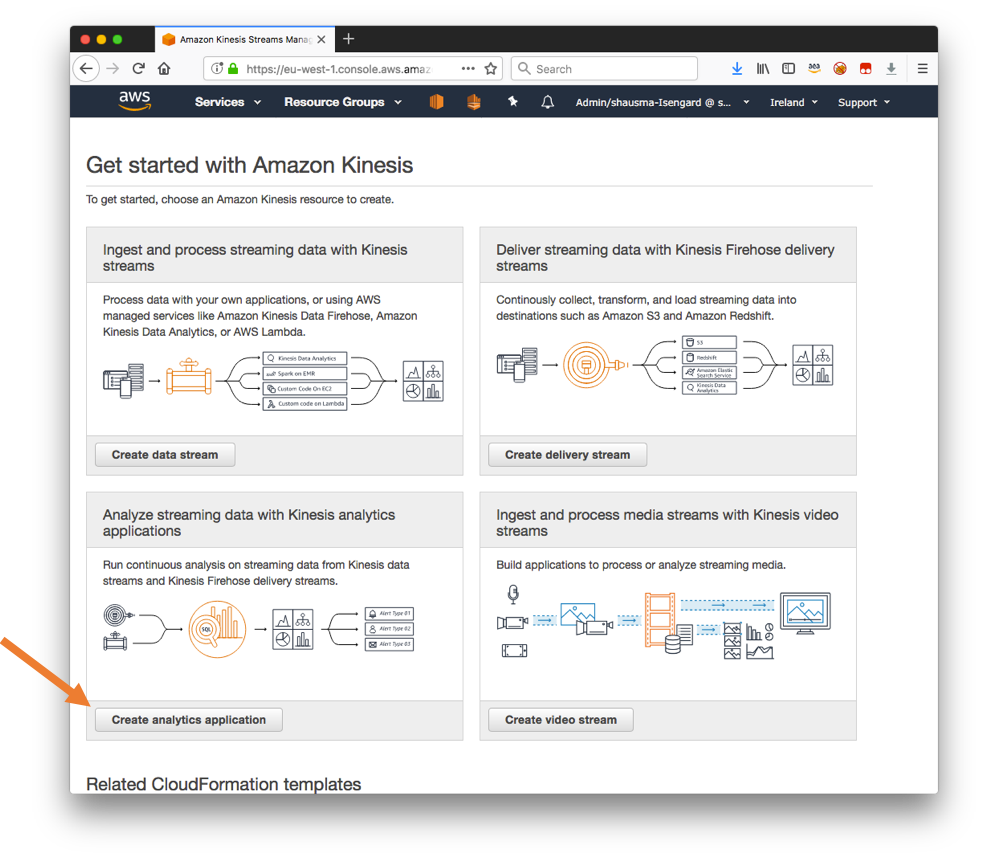 Amazon Kinesis Streams Mana
https://eu-west-1.console.aws.amaz
Search
aws
Services
Resource Groups
Admin/shausma-Isengard @ s...
Ireland
Support
Get started with Amazon Kinesis
To get started, choose an Amazon Kinesis resource to create.
Ingest and process streaming data with Kinesis
streams
Process data with your own applications, or using AWS
managed services like Amazon Kinesis Data Firehose, Amazon
Kinesis Data Analytics, or AWS Lambda.
Kinesis Data Analytics
Spark on EMR
Custom Code On EC2
Custom code on Lambda
Create data stream
Deliver streaming data with Kinesis Firehose delivery
streams
Continously collect, transform, and load streaming data into
destinations such as Amazon S3 and Amazon Redshift.
S3
Redshift
Amazon Elastic
Search Service
Kinesis Data
Analytics
Create delivery stream
Analyze streaming data with Kinesis analytics
applications
Run continuous analysis on streaming data from Kinesis data
streams and Kinesis Firehose delivery streams.
SQL
Alert Type 01
Alert Type 02
Alert Type 03
Create analytics application
Ingest and process media streams with Kinesis video
streams
Build applications to process or analyze streaming media.
Create video stream
Related CloudFormation templates